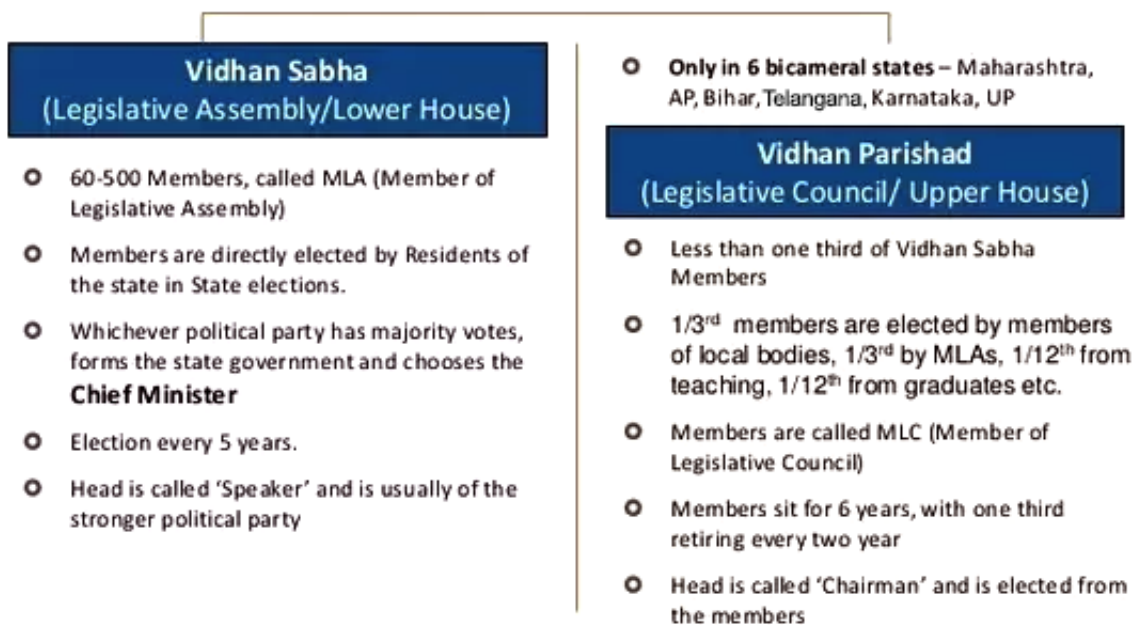 Vidhan Sabha
(Legislative Assembly/Lower House)
60-500 Members, called MLA (Member of
Legislative Assembly)
Members are directly elected by Residents of
the state in State elections.
Whichever political party has majority votes,
forms the state government and chooses the
Chief Minister
Election every 5 years.
Head is called ‘Speaker’ and is usually of the
stronger political party
Only in 6 bicameral states – Maharashtra,
AP, Bihar, Telangana, Karnataka, UP
Vidhan Parishad
(Legislative Council/ Upper House)
Less than one third of Vidhan Sabha
Members
1/3rd members are elected by members
of local bodies, 1/3rd by MLAs, 1/12th from
teaching, 1/12th from graduates etc.
Members are called MLC (Member of
Legislative Council)
Members sit for 6 years, with one third
retiring every two year
Head is called ‘Chairman’ and is elected from
the members